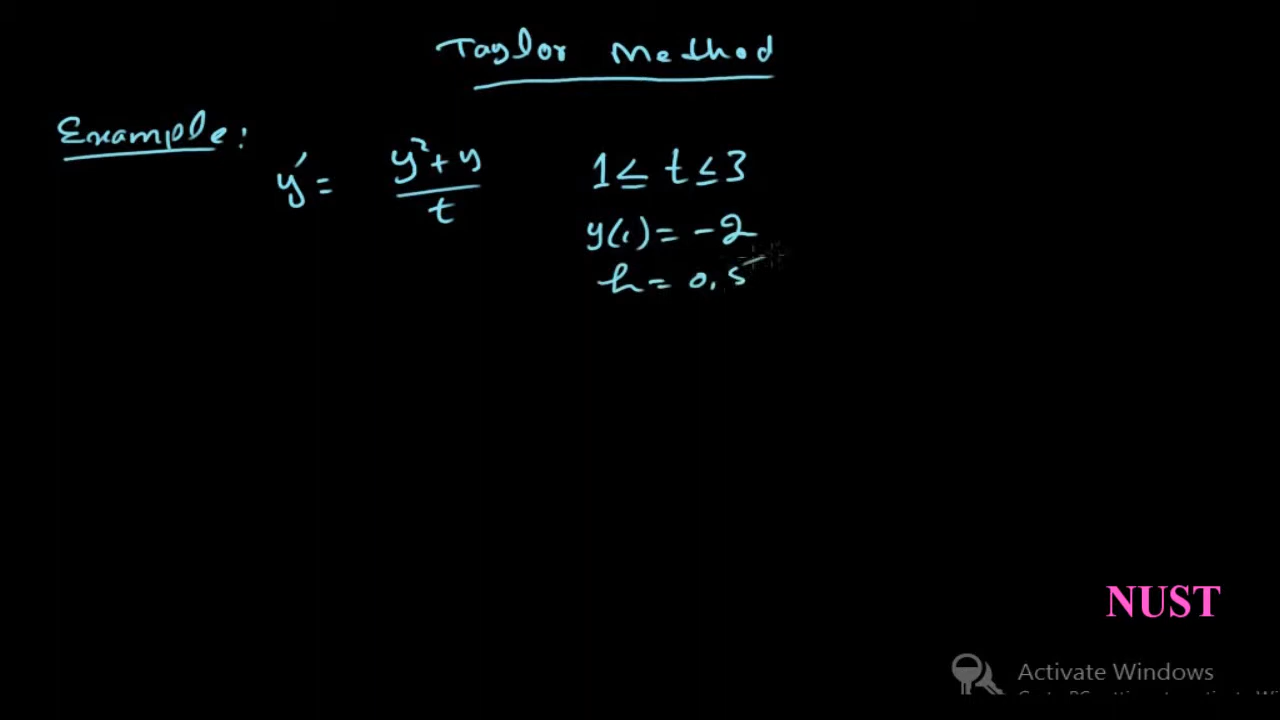 Taylor Method
Example:
y' = y²+y / t 1 ≤ t ≤ 3
y(1) = -2
h = 0.5
NUST
Activate Windows